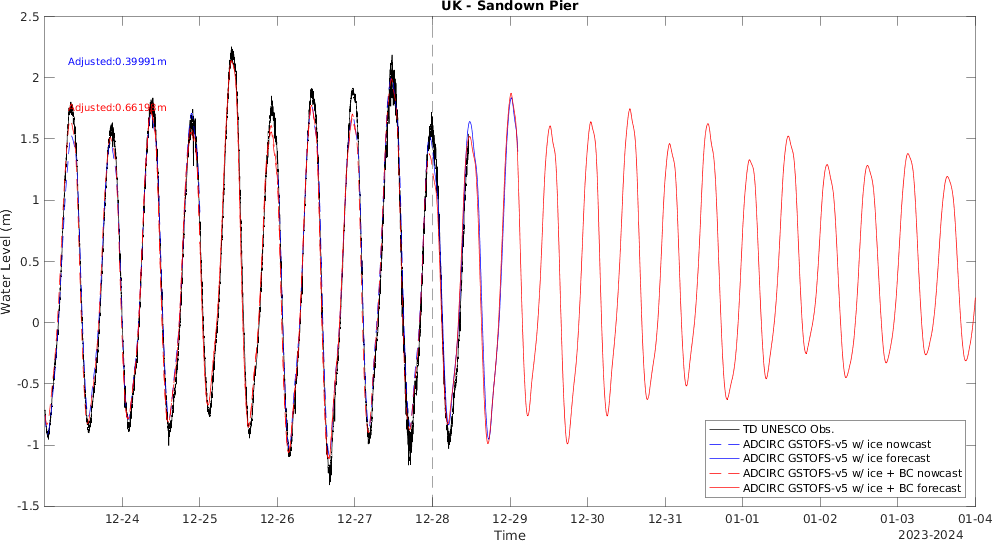 UK - Sandown Pier
2.5
2
1.5
1
0.5
0
-0.5
-1
-1.5
Water Level (m)
Adjusted:0.39991m
TD UNESCO Obs.
ADCIRC GSTOFS-v5 w/ ice nowcast
ADCIRC GSTOFS-v5 w/ ice forecast
ADCIRC GSTOFS-v5 w/ ice + BC nowcast
ADCIRC GSTOFS-v5 w/ ice + BC forecast
12-24 12-25 12-26 12-27 12-28 12-29 12-30 12-31 01-01 01-02 01-03 01-04
Time
2023-2024